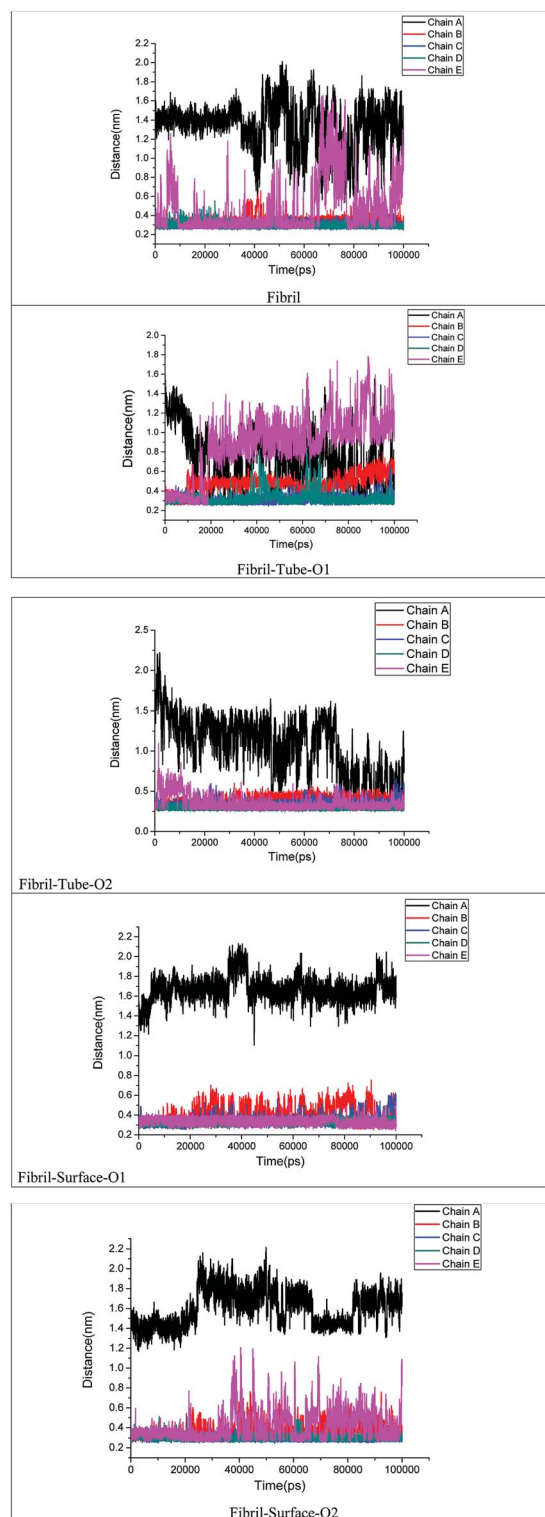 Chain A
Chain B
Chain C
Chain D
Chain E
2.2
2.0
1.8
1.6
1.4
1.2
1.0
0.8
0.6
0.4
0.2
Distance(nm)
0 20000 40000 60000 80000 100000
Time(ps)
Fibril
Chain A
Chain B
Chain C
Chain D
Chain E
2.0
1.8
1.6
1.4
1.2
1.0
0.8
0.6
0.4
0.2
Distance(nm)
0 20000 40000 60000 80000 100000
Time(ps)
Fibril-Tube-O1
Chain A
Chain B
Chain C
Chain D
Chain E
2.5
2.0
1.5
1.0
0.5
0.0
Distance(nm)
0 20000 40000 60000 80000 100000
Time(ps)
Fibril-Tube-O2
Chain A
Chain B
Chain C
Chain D
Chain E
2.2
2.0
1.8
1.6
1.4
1.2
1.0
0.8
0.6
0.4
0.2
Distance(nm)
0 20000 40000 60000 80000 100000
Time(ps)
Fibril-Surface-O1
Chain A
Chain B
Chain C
Chain D
Chain E
2.2
2.0
1.8
1.6
1.4
1.2
1.0
0.8
0.6
0.4
0.2
Distance(nm)
0 20000 40000 60000 80000 100000
Time(ps)
Fibril-Surface-O2